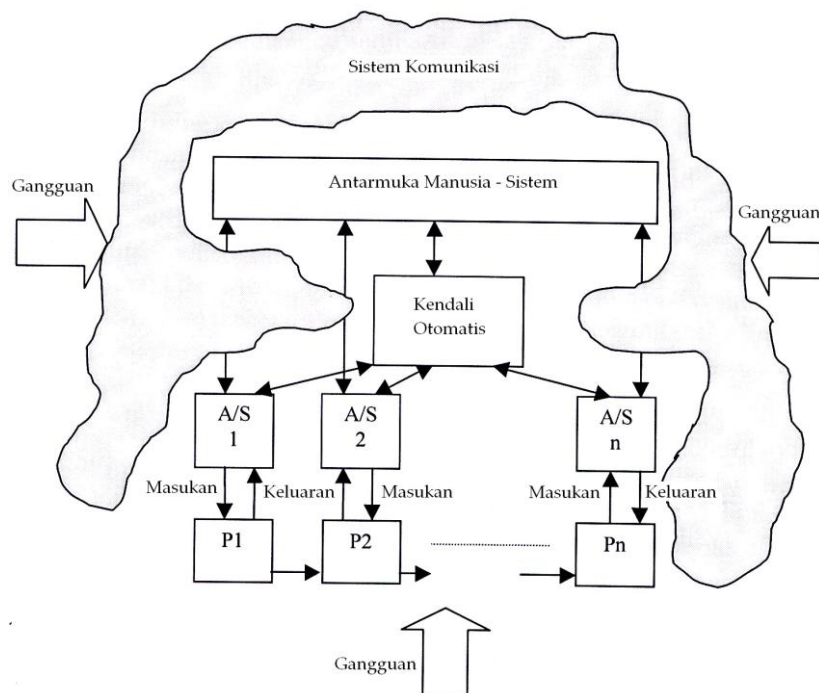 Sistem Komunikasi
Gangguan
Antarmuka Manusia - Sistem
Gangguan
Kendali
Otomatis
A/S
1
A/S
2
A/S
n
Masukan
Keluaran
Masukan
Masukan
Keluaran
P1
P2
Pn
Gangguan